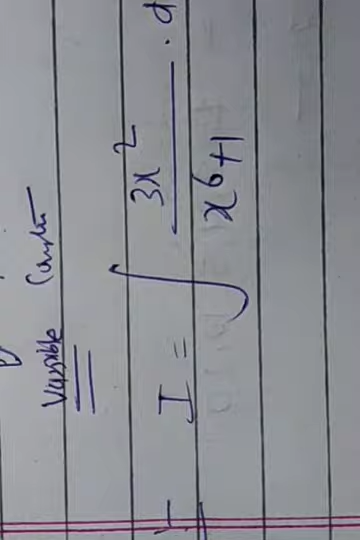 Variable
I = ∫ 3x² / x⁶+1 . d